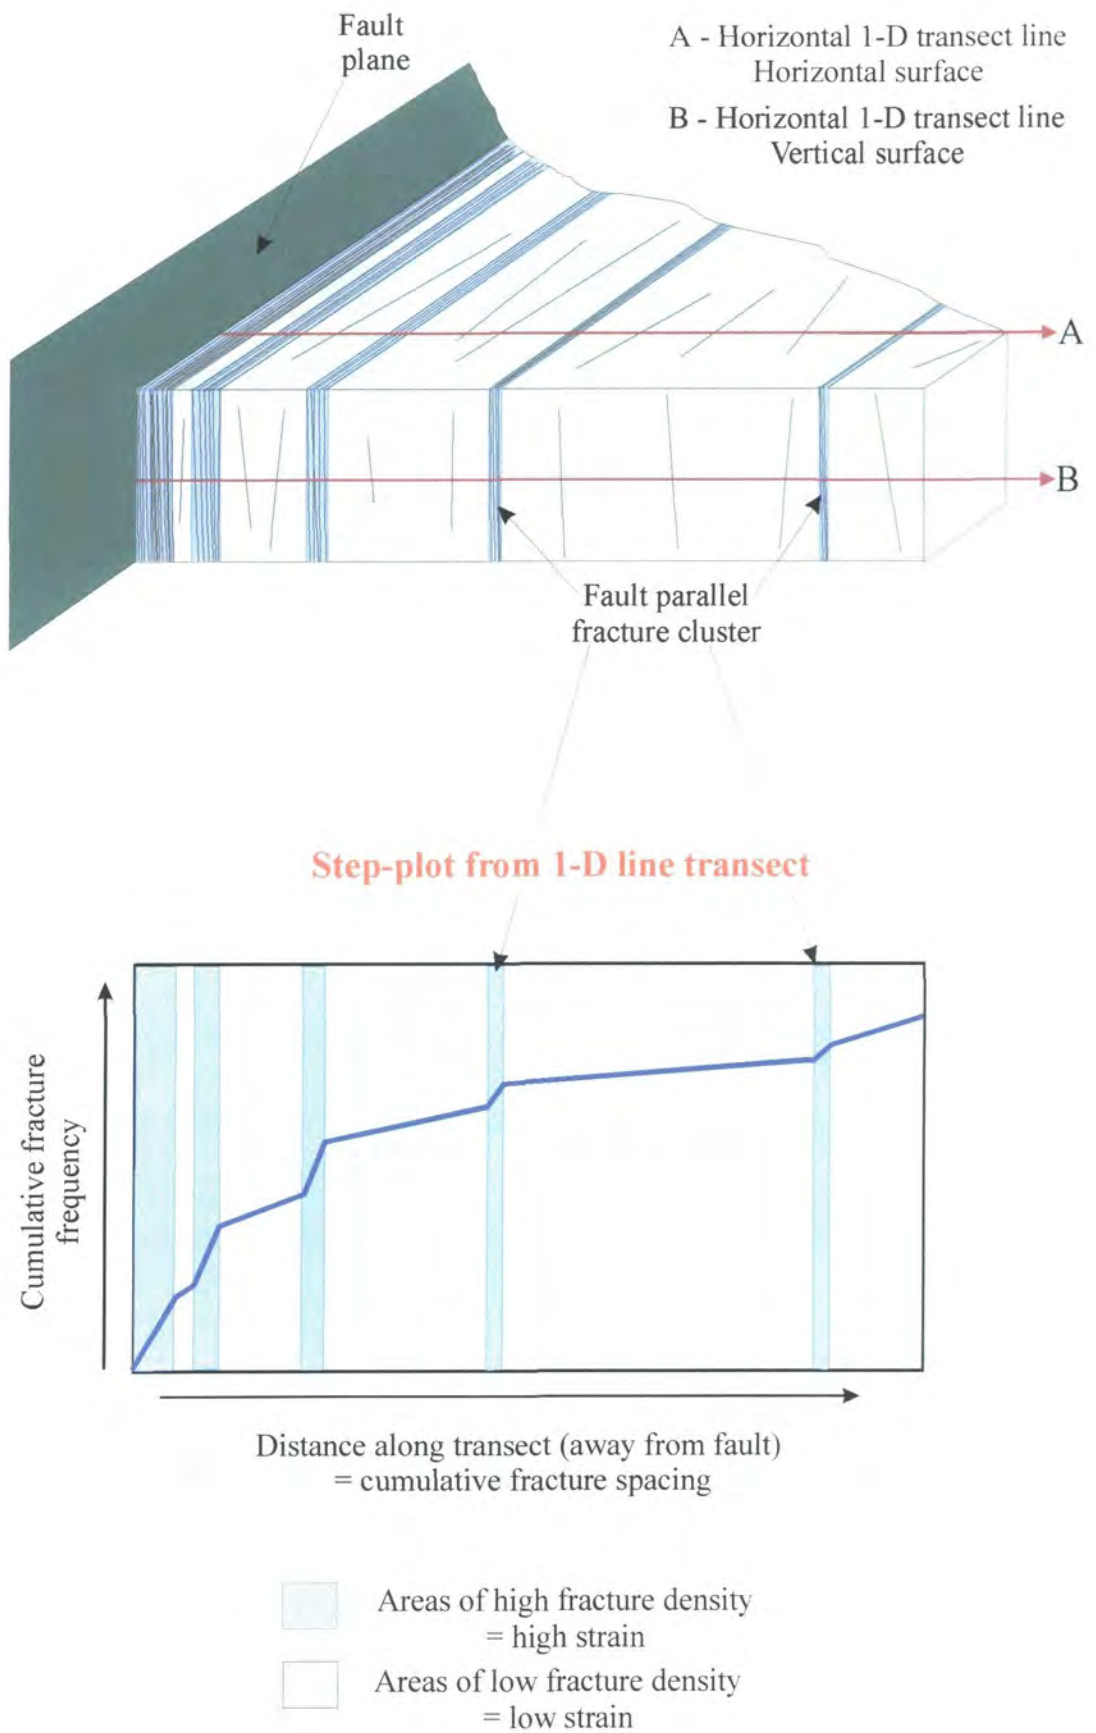 Fault
plane
A - Horizontal 1-D transect line
Horizontal surface
B - Horizontal 1-D transect line
Vertical surface
A
B
Fault parallel
fracture cluster
Step-plot from 1-D line transect
Cumulative fracture
frequency
Distance along transect (away from fault)
= cumulative fracture spacing
Areas of high fracture density
= high strain
Areas of low fracture density
= low strain